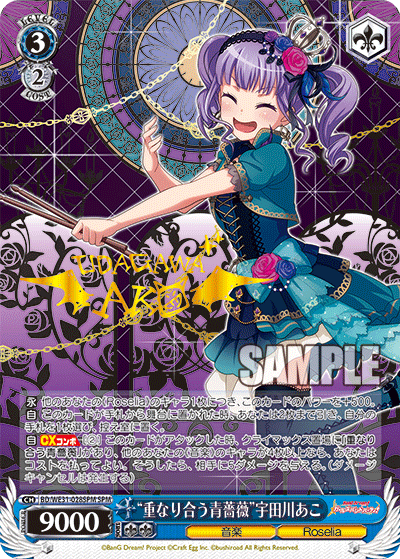 LEVEL
3
2
COST
UDAGAWA
AKO
SAMPLE
永 他のあなたの《Roselia》のキャラ1枚につき、このカードのパワーを+500。
自 このカードが手札から舞台に置かれた時、あなたは2枚まで引き、自分の
手札を1枚選び、控え室に置く。
自 CXコンボ [(2)] このカードがアタックした時、クライマックス置場に「重なり
合う青薔薇」があり、他のあなたの《音楽》のキャラが4枚以上なら、あなたは
コストを払ってよい。そうしたら、相手に5ダメージを与える。(ダメージ
キャンセルは発生する)
CH BD/WE31-028SPM SPM
9000
"重なり合う青薔薇"宇田川あこ
音楽
Roselia
©BanG Dream! Project ©Craft Egg Inc. ©bushiroad All Rights Reserved.